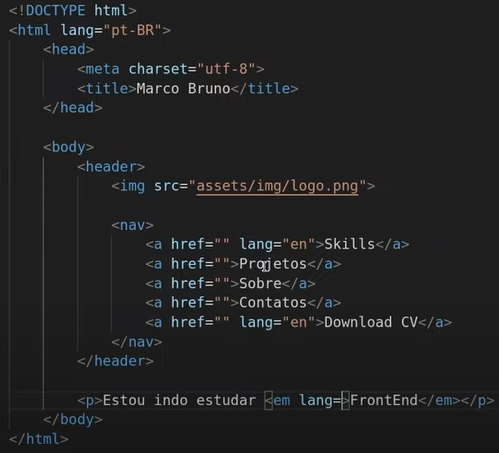 <!DOCTYPE html>
<html lang="pt-BR">
<head>
<meta charset="utf-8">
<title>Marco Bruno</title>
</head>
<body>
<header>
<img src="assets/img/logo.png">
<nav>
<a href="" lang="en">Skills</a>
<a href="">Projetos</a>
<a href="">Sobre</a>
<a href="">Contatos</a>
<a href="" lang="en">Download CV</a>
</nav>
</header>
<p>Estou indo estudar <em lang=>FrontEnd</em></p>
</body>
</html>